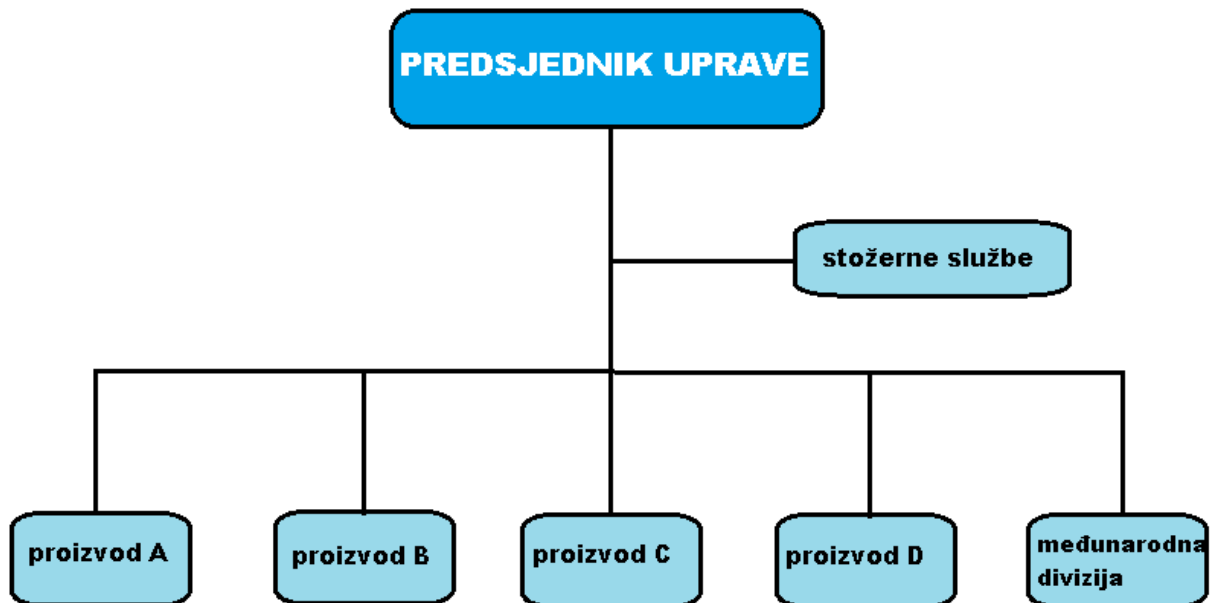 PREDSJEDNIK UPRAVE
stožerne službe
proizvod A
proizvod B
proizvod C
proizvod D
međunarodna
divizija